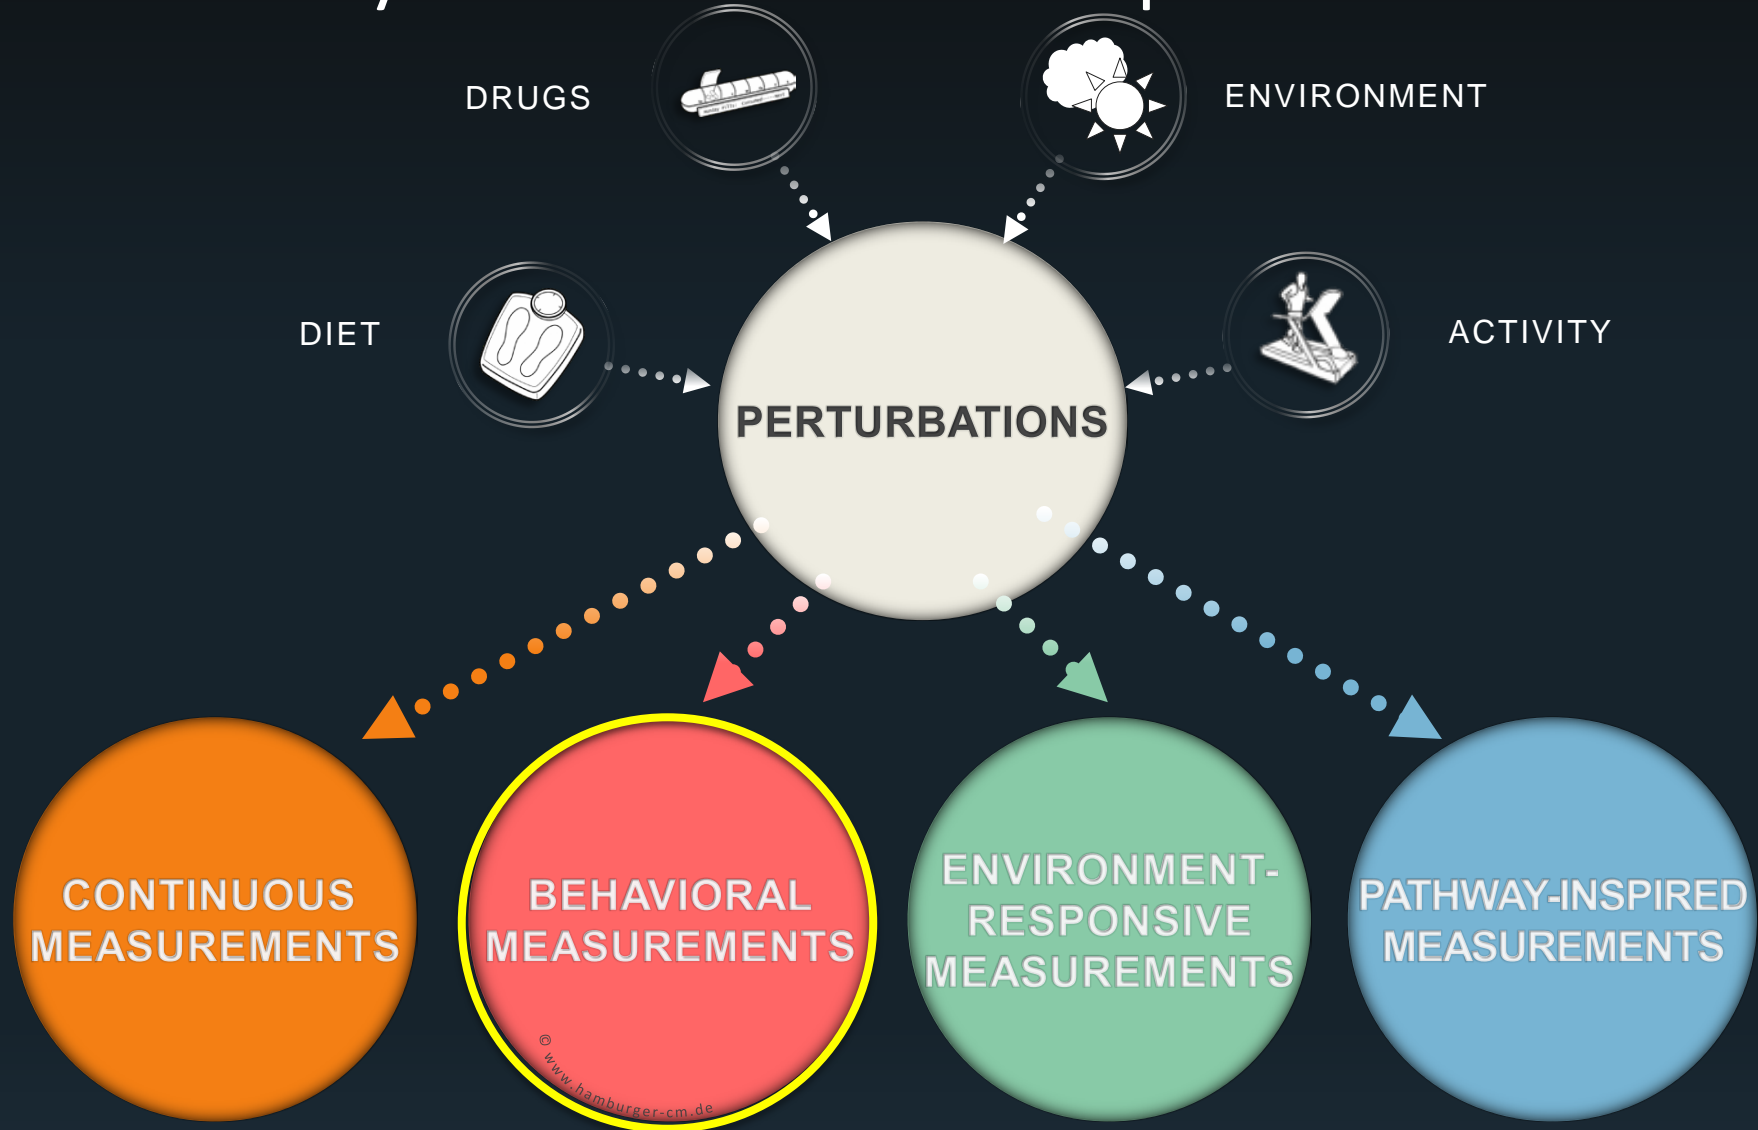 DRUGS
ENVIRONMENT
DIET
ACTIVITY
PERTURBATIONS
CONTINUOUS
MEASUREMENTS
BEHAVIORAL
MEASUREMENTS
ENVIRONMENT-
RESPONSIVE
MEASUREMENTS
PATHWAY-INSPIRED
MEASUREMENTS
© www.hamburger-cm.de